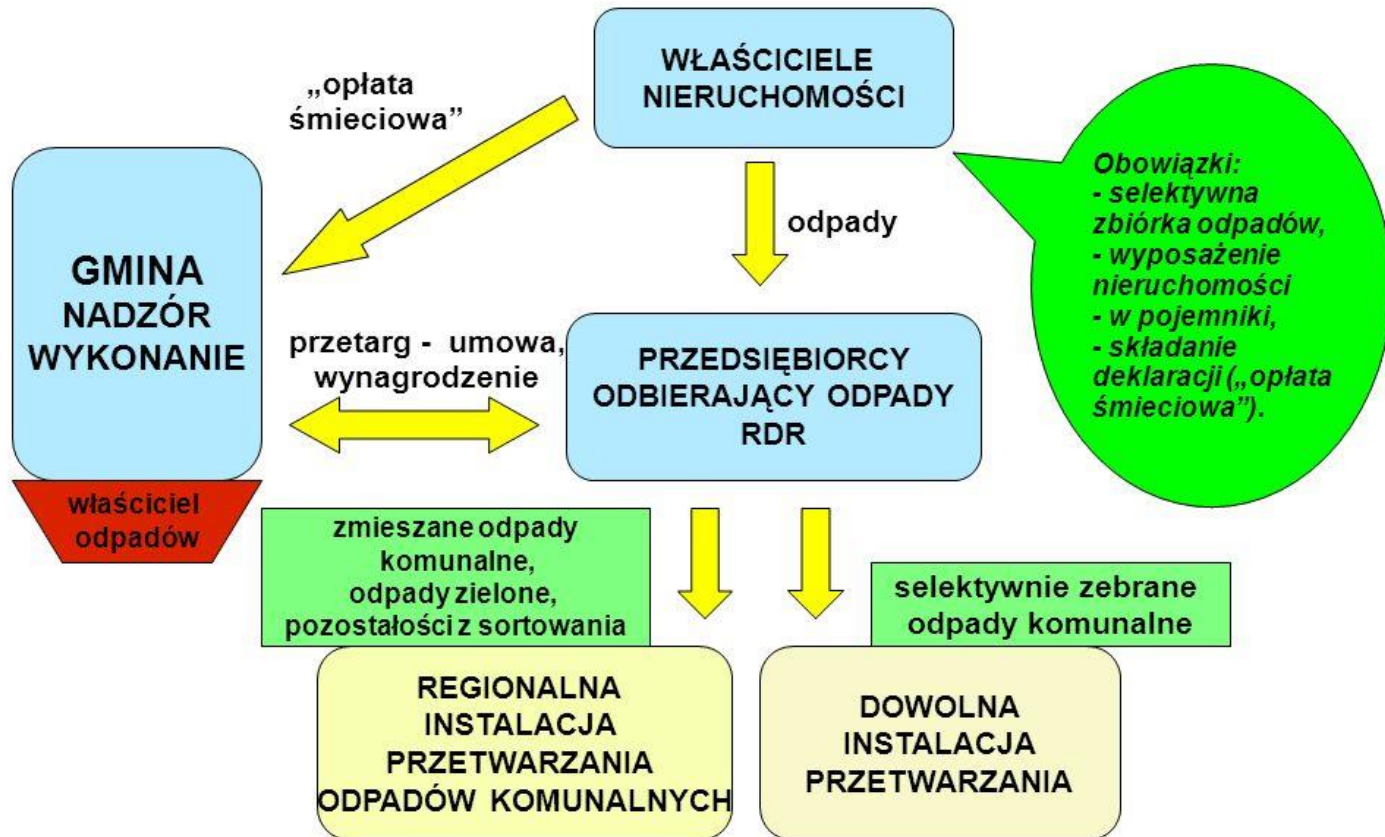 WŁAŚCICIELE
NIERUCHOMOŚCI
„opłata
śmieciowa”
odpady
Obowiązki:
- selektywna
zbiórka odpadów,
- wyposażenie
nieruchomości
- w pojemniki,
- składanie
deklaracji („opłata
śmieciowa”).
GMINA
NADZÓR
WYKONANIE
właściciel
odpadów
przetarg - umowa,
wynagrodzenie
PRZEDSIĘBIORCY
ODBIERAJĄCY ODPADY
RDR
zmieszane odpady
komunalne,
odpady zielone,
pozostałości z sortowania
selektywnie zebrane
odpady komunalne
REGIONALNA
INSTALACJA
PRZETWARZANIA
ODPADÓW KOMUNALNYCH
DOWOLNA
INSTALACJA
PRZETWARZANIA